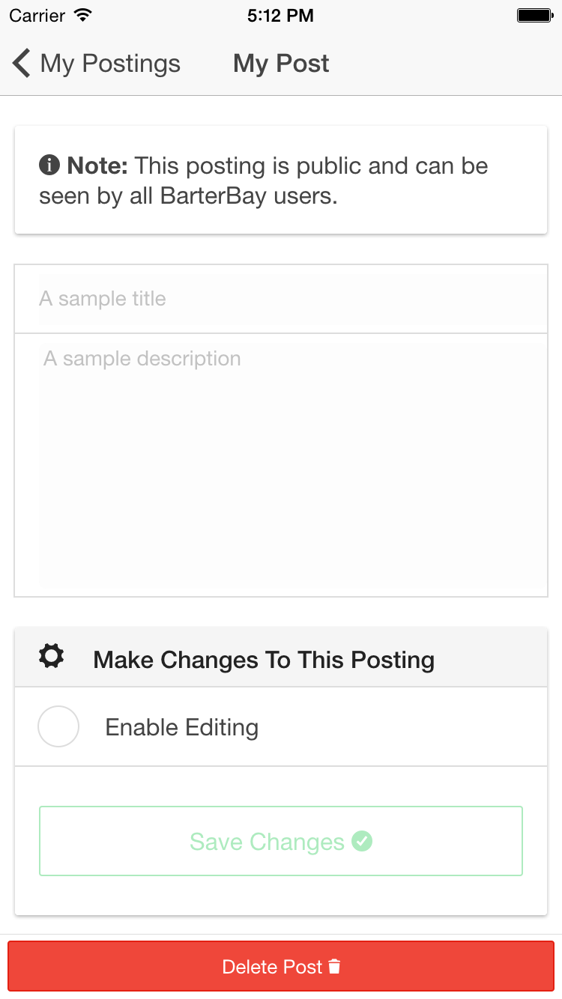 Carrier 5:12 PM
My Postings My Post
Note: This posting is public and can be
seen by all BarterBay users.
A sample title
A sample description
Make Changes To This Posting
Enable Editing
Save Changes
Delete Post